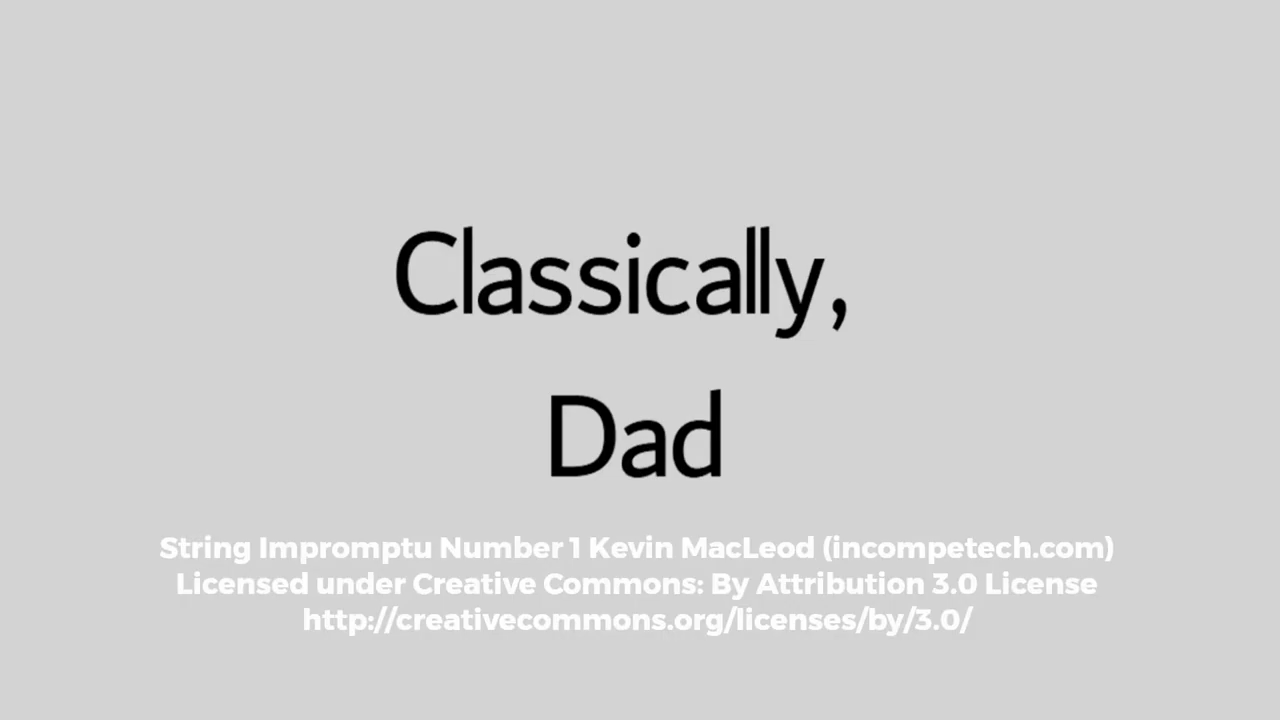 Classically,
Dad
String Impromptu Number 1 Kevin MacLeod (incompetech.com)
Licensed under Creative Commons: By Attribution 3.0 License
http://creativecommons.org/licenses/by/3.0/